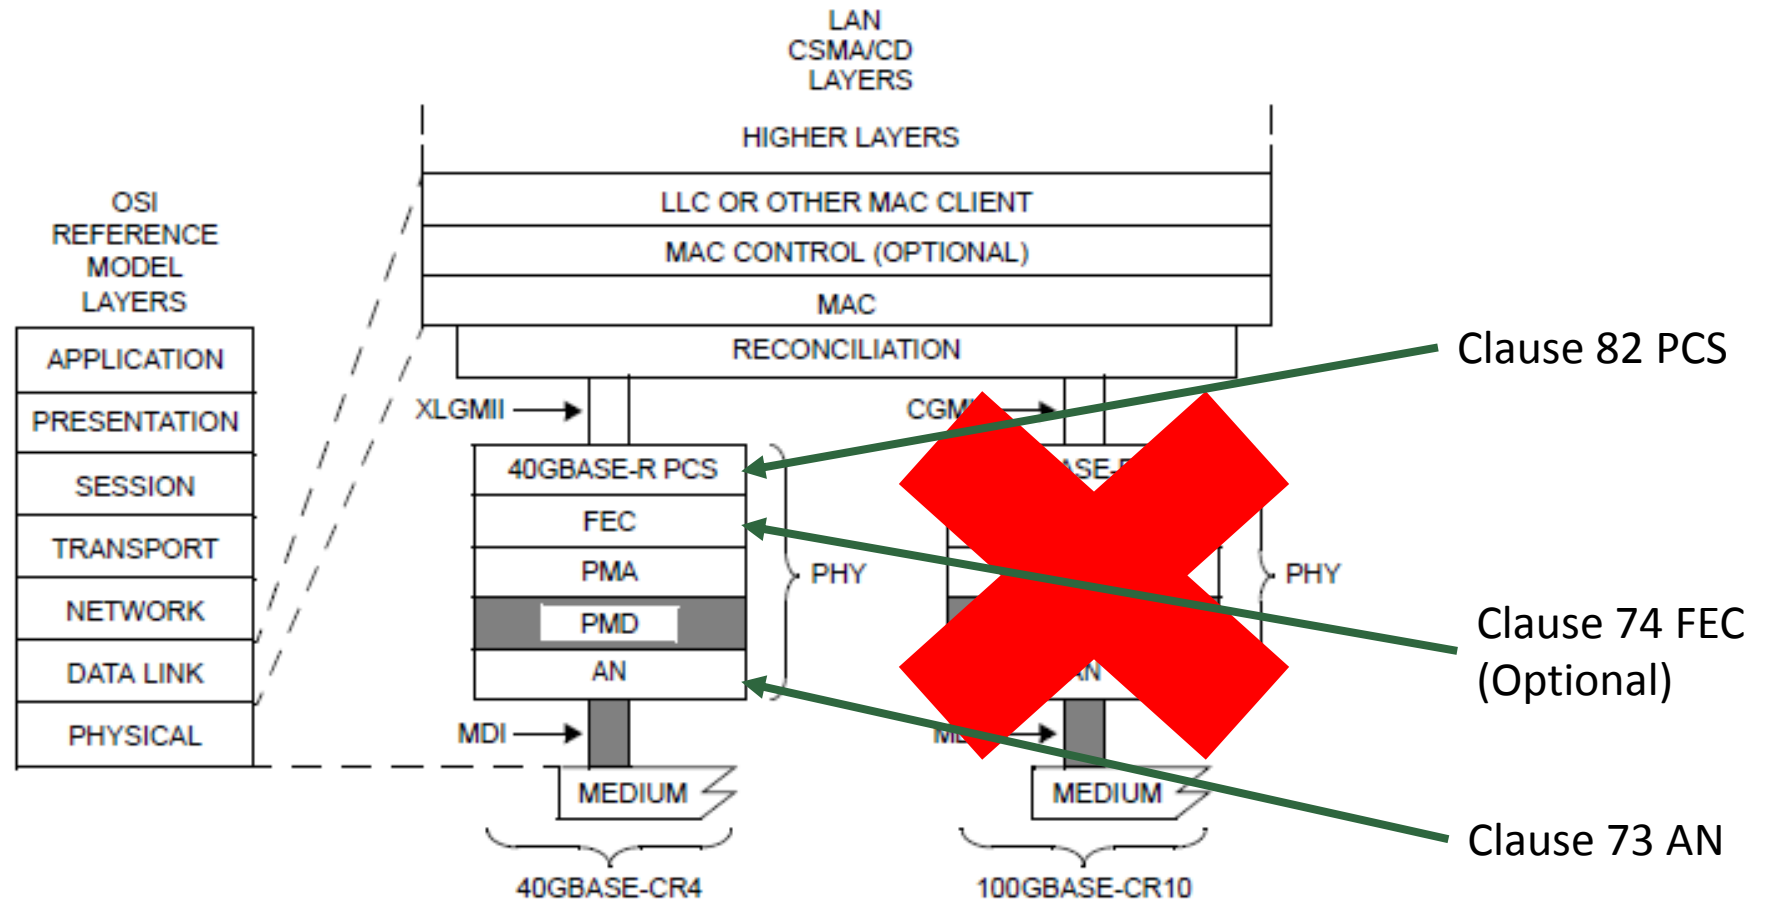 LAN
CSMA/CD
LAYERS
HIGHER LAYERS
LLC OR OTHER MAC CLIENT
MAC CONTROL (OPTIONAL)
MAC
RECONCILIATION
OSI
REFERENCE
MODEL
LAYERS
APPLICATION
PRESENTATION
SESSION
TRANSPORT
NETWORK
DATA LINK
PHYSICAL
XLGMII
40GBASE-R PCS
FEC
PMA
PMD
AN
PHY
MDI
MEDIUM
40GBASE-CR4
PHY
MEDIUM
100GBASE-CR10
Clause 82 PCS
Clause 74 FEC
(Optional)
Clause 73 AN